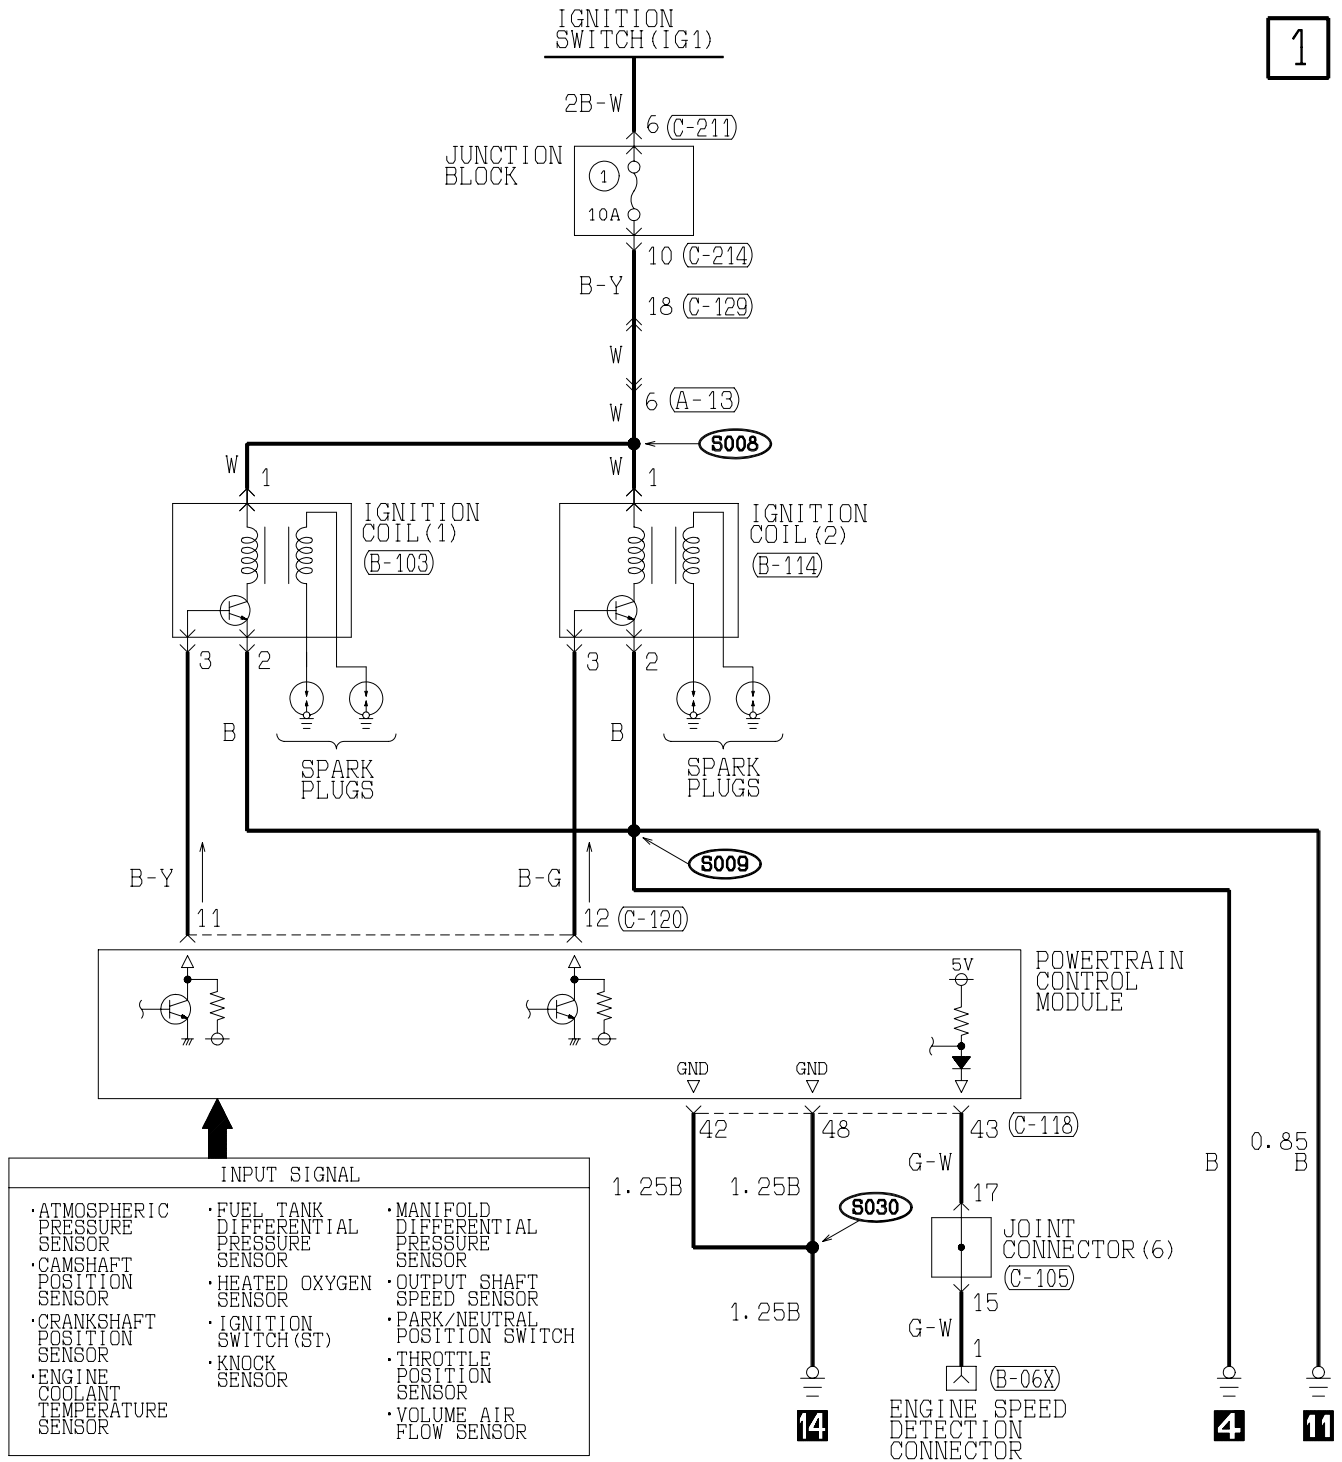 IGNITION
SWITCH(IG1)
1
2B-W
6 (C-211)
JUNCTION
BLOCK
1
10A
10 (C-214)
B-Y
18 (C-129)
W
6 (A-13)
W
S008
W
1
W
1
IGNITION
COIL(1)
(B-103)
IGNITION
COIL(2)
(B-114)
3
2
3
2
B
B
SPARK
PLUGS
SPARK
PLUGS
S009
B-Y
B-G
11
12 (C-120)
POWERTRAIN
CONTROL
MODULE
5V
GND
GND
42
48
43 (C-118)
1.25B
1.25B
G-W
B
0.85
B
INPUT SIGNAL
·ATMOSPHERIC
PRESSURE
SENSOR
·CAMSHAFT
POSITION
SENSOR
·CRANKSHAFT
POSITION
SENSOR
·ENGINE
COOLANT
TEMPERATURE
SENSOR
·FUEL TANK
DIFFERENTIAL
PRESSURE
SENSOR
·HEATED OXYGEN
SENSOR
·IGNITION
SWITCH(ST)
·KNOCK
SENSOR
·MANIFOLD
DIFFERENTIAL
PRESSURE
SENSOR
·OUTPUT SHAFT
SPEED SENSOR
·PARK/NEUTRAL
POSITION SWITCH
·THROTTLE
POSITION
SENSOR
·VOLUME AIR
FLOW SENSOR
S030
17
JOINT
CONNECTOR(6)
(C-105)
1.25B
15
G-W
1
(B-06X)
ENGINE SPEED
DETECTION
CONNECTOR
14
4
11